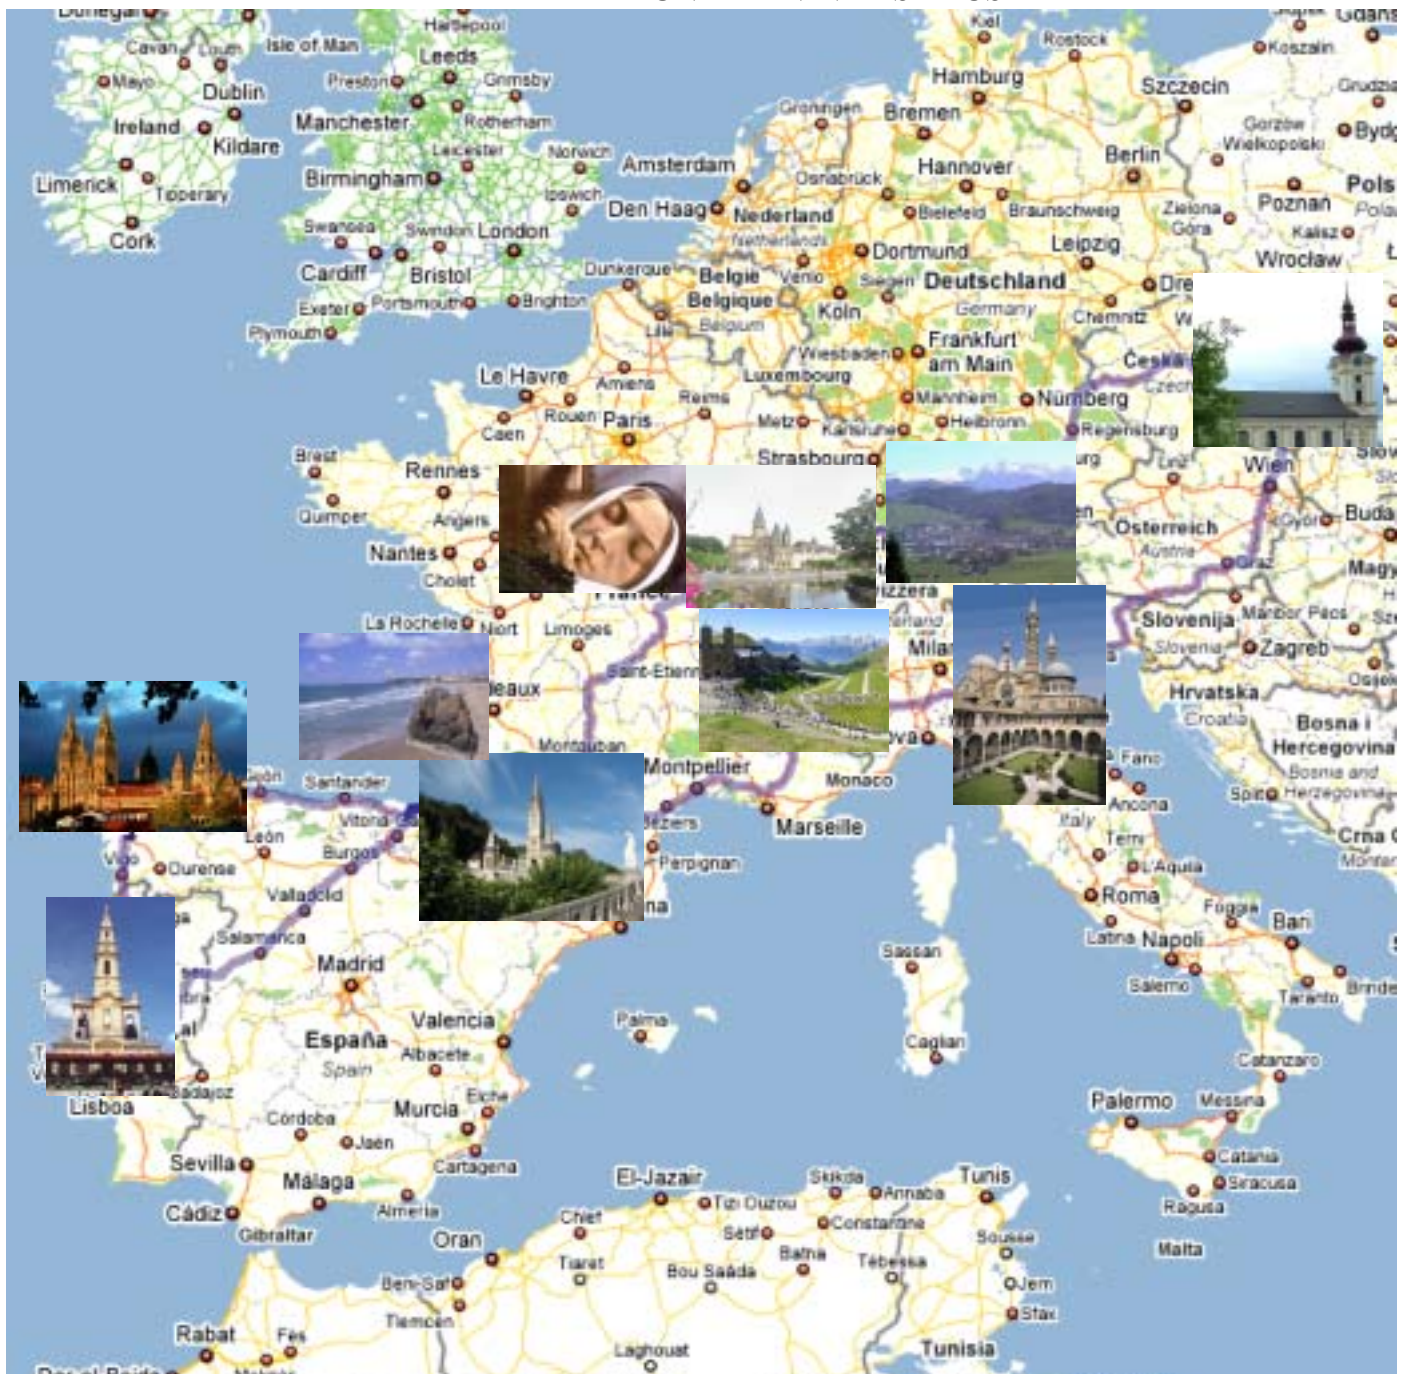 Hartlepool
Kiel
Isle of Man
Cavan
Louth
Leeds
Rostock
Koszalin
Mayo
Preston
Grimsby
Hamburg
Szczecin
Dublin
Groningen
Bremen
Ireland
Manchester
Rotherham
Gorzów
Wielkopolski
Kildare
Leicester
Norwich
Amsterdam
Hannover
Berlin
Limerick
Tipperary
Birmingham
Ipswich
Osnabrück
Poznań
Den Haag
Nederland
Bielefeld
Braunschweig
Zielona
Góra
Cork
Swansea
Swindon
London
Netherlands
Dortmund
Leipzig
Kalisz
Cardiff
Bristol
Dunkerque
België
Venlo
Siegen
Deutschland
Wrocław
Exeter
Portsmouth
Brighton
Belgique
Köln
Germany
Chemnitz
Plymouth
Lille
Belgium
Wiesbaden
Frankfurt
am Main
Le Havre
Amiens
Luxembourg
Rouen
Reims
Mannheim
Nürnberg
Caen
Paris
Metz
Karlsruhe
Heilbronn
Regensburg
Brest
Rennes
Strasbourg
Linz
Wien
Quimper
Angers
Österreich
Győr
Nantes
Austria
Cholet
Graz
La Rochelle
Niort
Limoges
Slovenija
Maribor
Pécs
Slovenia
Zagreb
Hrvatska
Croatia
Bosna i
Hercegovina
Montauban
Bosnia and
Herzegovina
Santander
Montpellier
Monaco
Fano
Ancona
Split
Vitoria
Béziers
Marseille
Italy
León
Burgos
Terni
Vigo
Ourense
Perpignan
L'Aquila
Valladolid
Roma
Foggia
Bari
Salamanca
Latina
Napoli
Madrid
Salerno
Taranto
Valencia
Palma
España
Albacete
Spain
Cagliari
Catanzaro
Badajoz
Lisboa
Murcia
Elche
Palermo
Messina
Córdoba
Jaén
Cartagena
Catania
Sevilla
Siracusa
Málaga
El-Jazair
Skikda
Annaba
Tunis
Ragusa
Cádiz
Almería
Tizi Ouzou
Gibraltar
Chlef
Sétif
Constantine
Sousse
Malta
Oran
Tiaret
Batna
Tébessa
Beni-Saf
Bou Saâda
Jem
Sfax
Tlemcen
Rabat
Fès
Laghouat
Tunisia